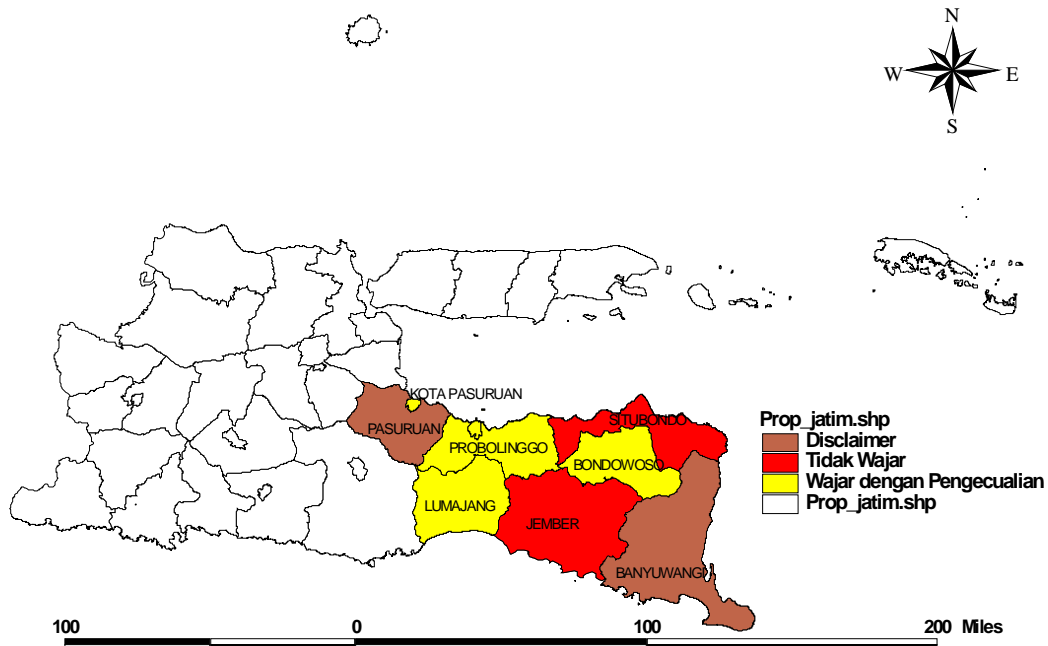 N
W E
S
KOTA PASURUAN
PASURUAN
SITUBONDO
PROBOLINGGO
BONDOWOSO
LUMAJANG
JEMBER
BANYUWANGI
Prop_jatim.shp
Disclaimer
Tidak Wajar
Wajar dengan Pengecualian
Prop_jatim.shp
100 0 100 200 Miles